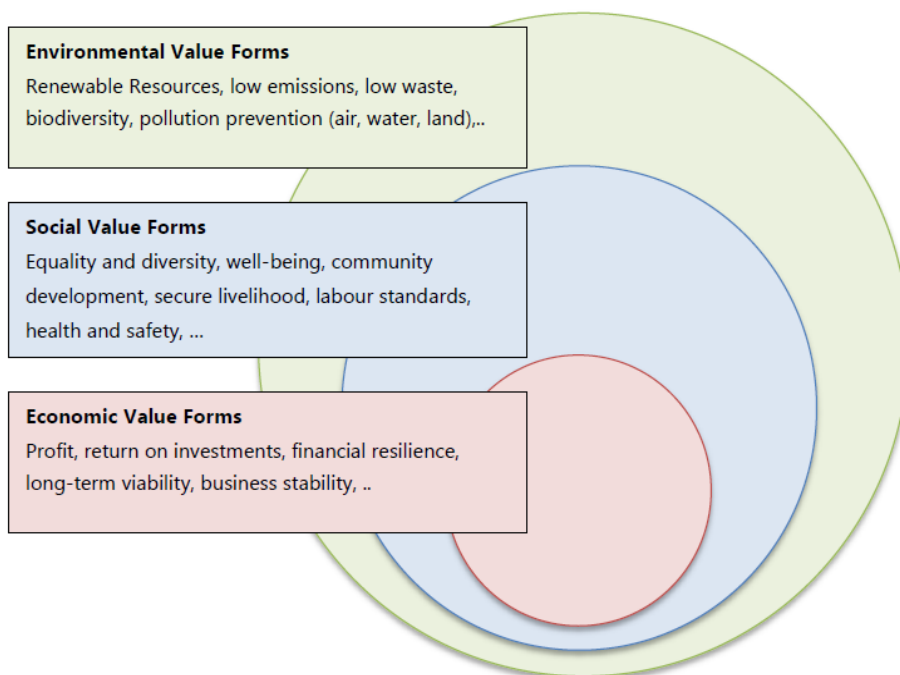 Environmental Value Forms
Renewable Resources, low emissions, low waste,
biodiversity, pollution prevention (air, water, land),..
Social Value Forms
Equality and diversity, well-being, community
development, secure livelihood, labour standards,
health and safety, ...
Economic Value Forms
Profit, return on investments, financial resilience,
long-term viability, business stability, ..